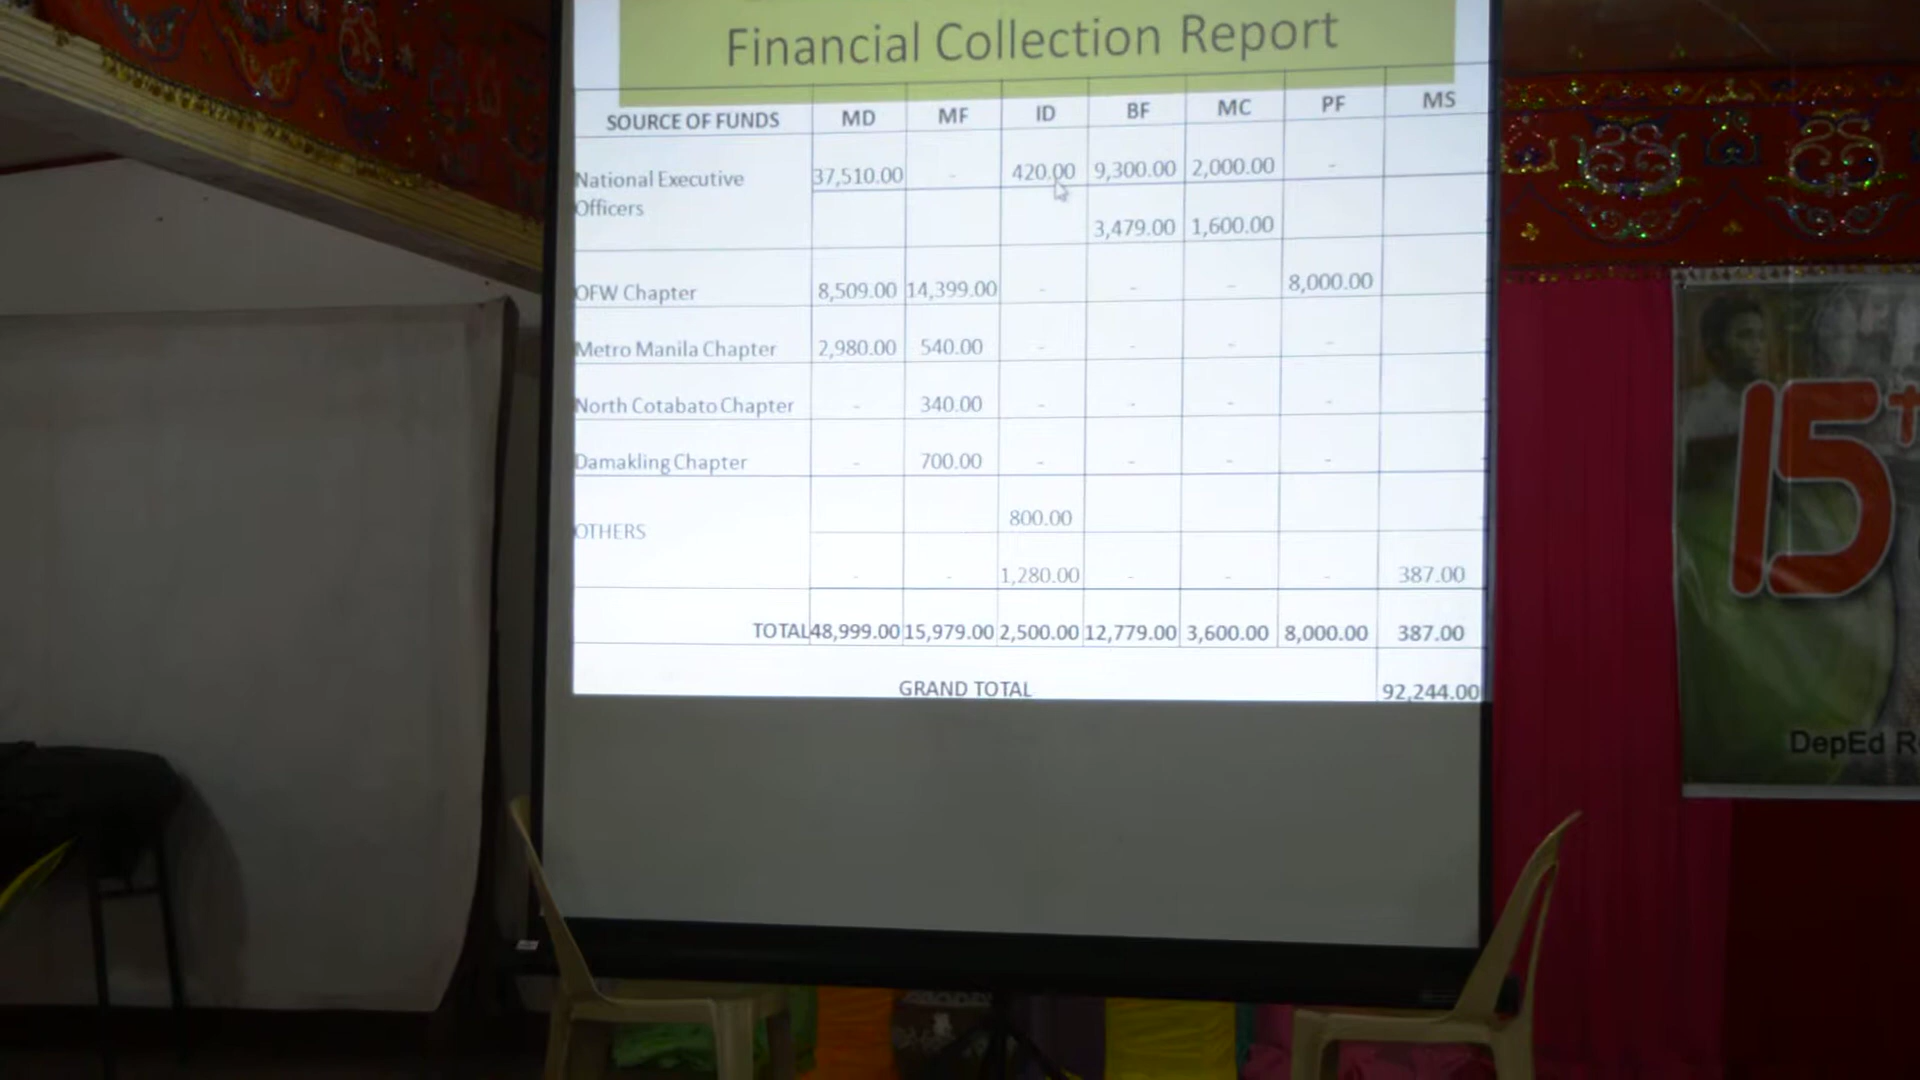 Financial Collection Report
SOURCE OF FUNDS MD MF ID BF MC PF MS
National Executive Officers 37,510.00 - 420.00 9,300.00 2,000.00 -
3,479.00 1,600.00
OFW Chapter 8,509.00 14,399.00 - - - 8,000.00
Metro Manila Chapter 2,980.00 540.00 - - - -
North Cotabato Chapter - 340.00 - - - -
Damakling Chapter - 700.00 - - - -
OTHERS 800.00
- - 1,280.00 - - - 387.00
TOTAL 48,999.00 15,979.00 2,500.00 12,779.00 3,600.00 8,000.00 387.00
GRAND TOTAL 92,244.00
15
DepEd